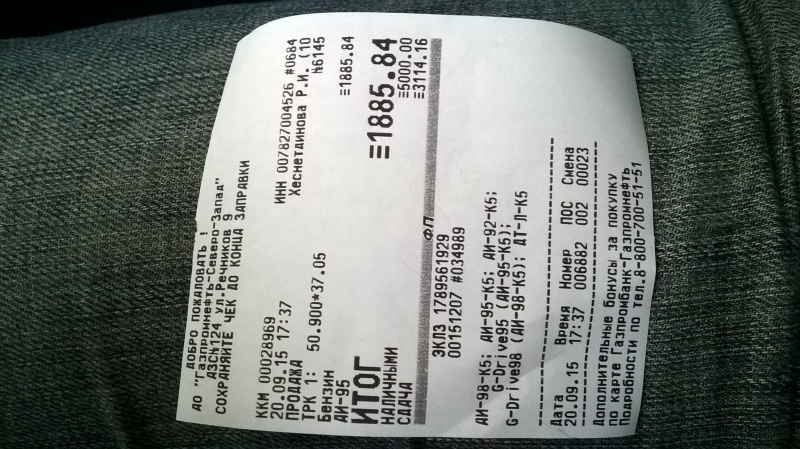 ДОБРО ПОЖАЛОВАТЬ !
АО "Газпромнефть-Северо-Запад"
АЗС№124 ул.Речников 9
СОХРАНЯЙТЕ ЧЕК ДО КОНЦА ЗАПРАВКИ
ККМ 00028969 ИНН 007827004526 #0684
20.09.15 17:37 Хеснетдинова Р.И. (10
ПРОДАЖА №6145
ТРК 1: 50.900*37.05
Бензин ≡1885.84
АИ-95
ИТОГ ≡1885.84
НАЛИЧНЫМИ ≡5000.00
СДАЧА ≡3114.16
ФП
ЭКЛЗ 1789561929
00151207 #034989
АИ-98-К5; АИ-95-К5; АИ-92-К5;
G-Drive95 (АИ-95-К5);
G-Drive98 (АИ-98-К5); ДТ-Л-К5
Дата Время Номер ПОС Смена
20.09.15 17:37 006882 002 00023
Дополнительные бонусы за покупку
по карте Газпромбанк-Газпромнефть
Подробности по тел.8-800-700-51-51